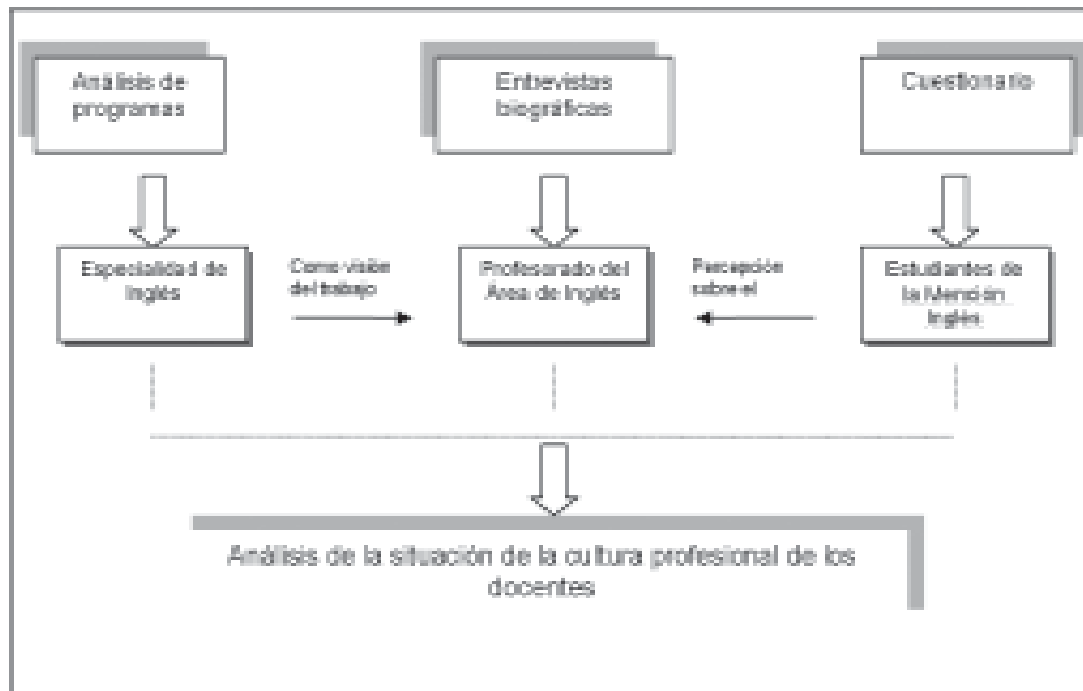 Análisis de
programas
Entrevistas
biográficas
Cuestionario
Especialidad de
Inglés
Como visión
del trabajo
Profesorado del
Área de Inglés
Percepción
sobre el
Estudiantes de
la Mención
Inglés
Análisis de la situación de la cultura profesional de los
docentes